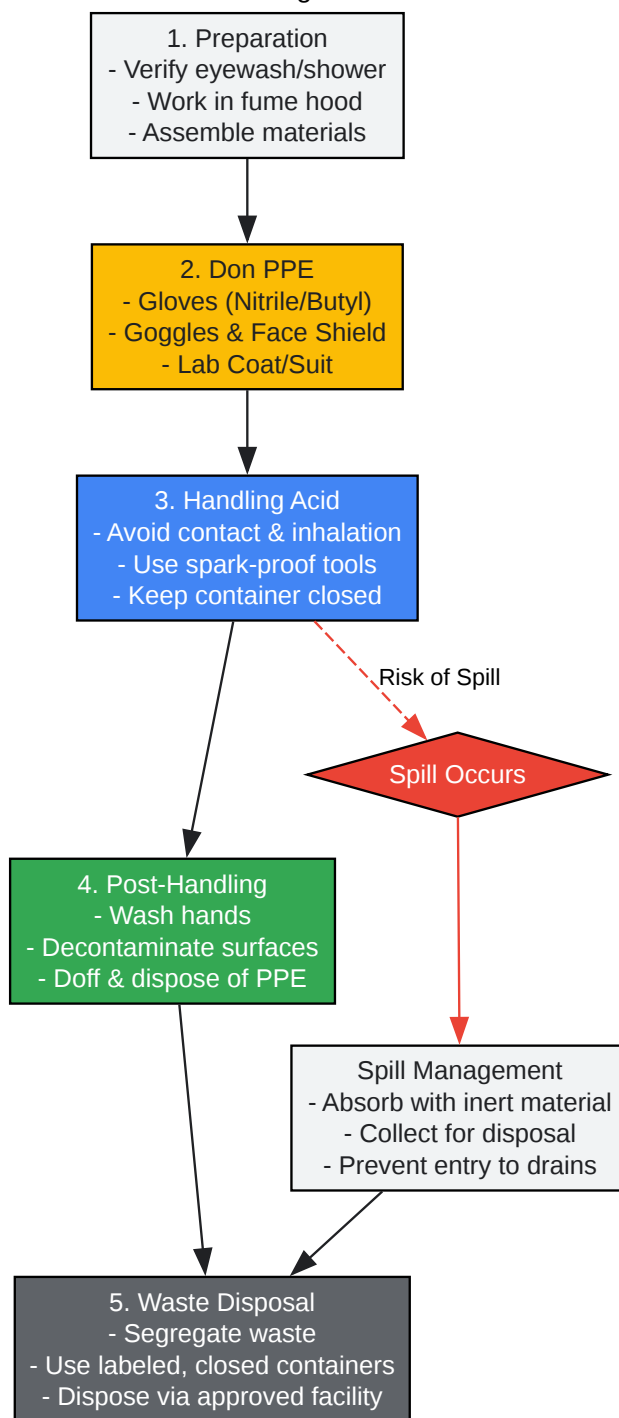 1. Preparation
- Verify eyewash/shower
- Work in fume hood
- Assemble materials
2. Don PPE
- Gloves (Nitrile/Butyl)
- Goggles & Face Shield
- Lab Coat/Suit
3. Handling Acid
- Avoid contact & inhalation
- Use spark-proof tools
- Keep container closed
Risk of Spill
Spill Occurs
4. Post-Handling
- Wash hands
- Decontaminate surfaces
- Doff & dispose of PPE
Spill Management
- Absorb with inert material
- Collect for disposal
- Prevent entry to drains
5. Waste Disposal
- Segregate waste
- Use labeled, closed containers
- Dispose via approved facility